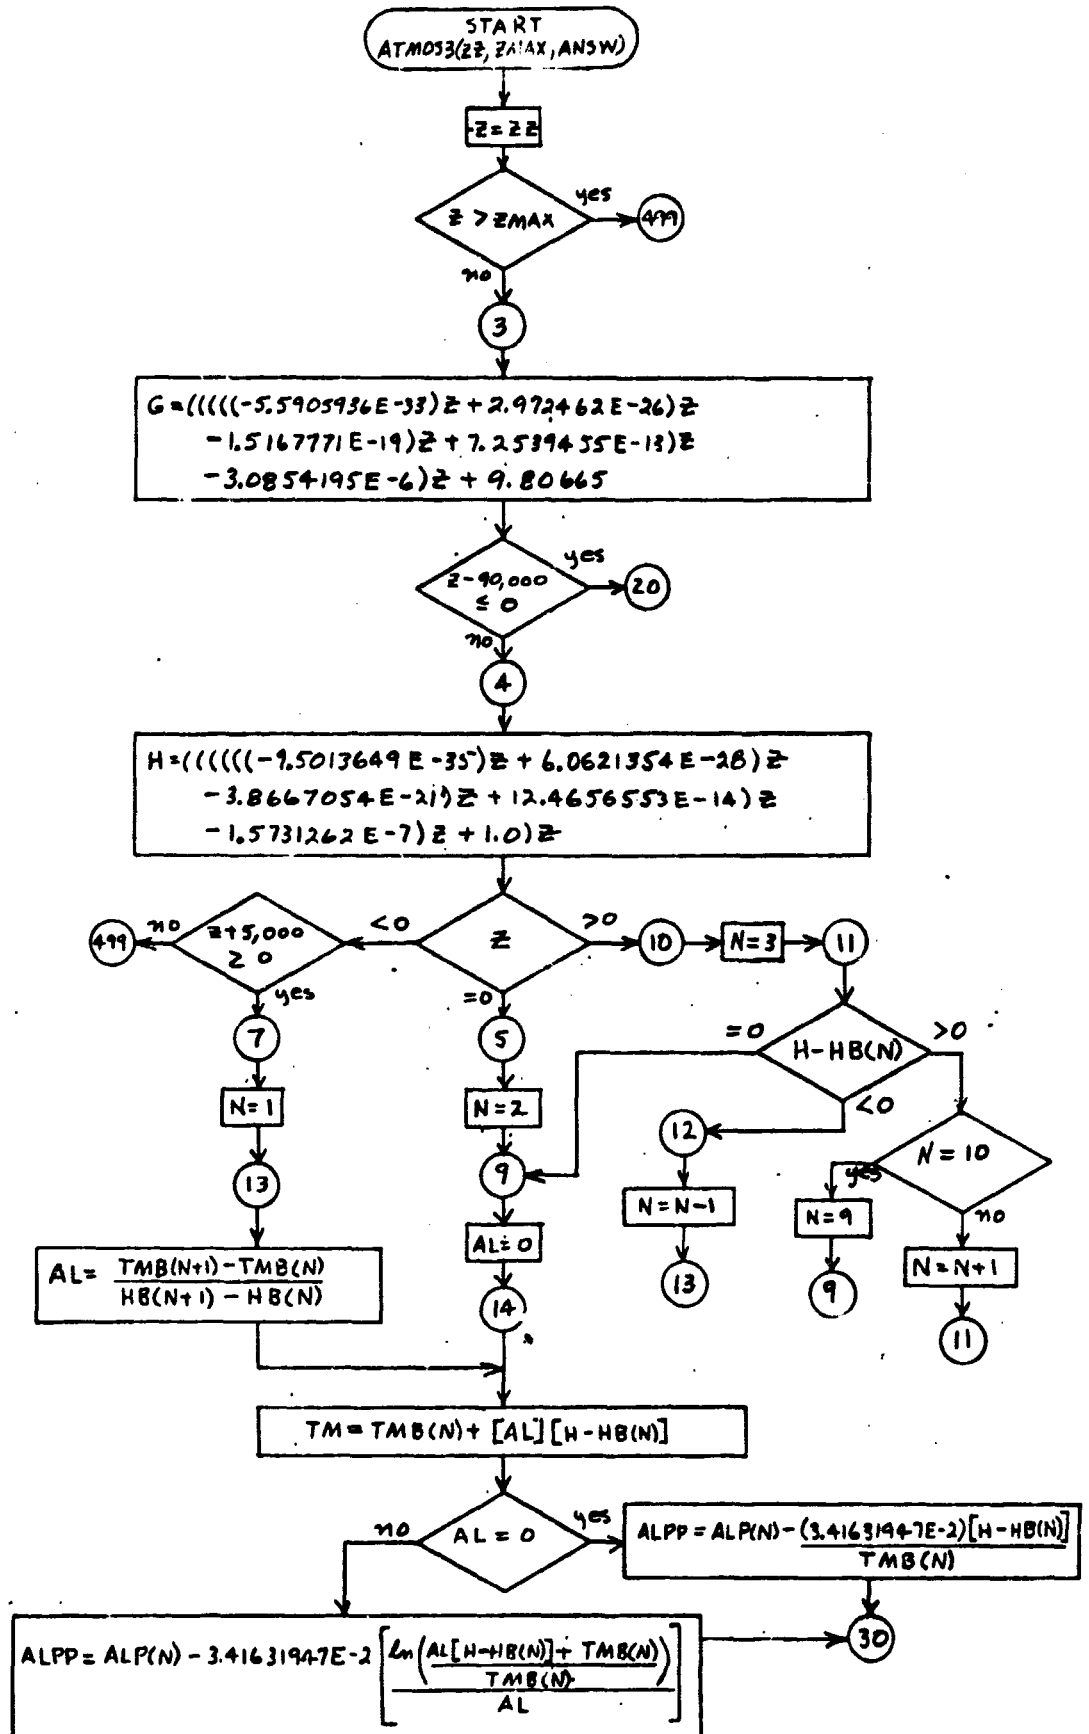 START
ATMOS3(ZZ, ZMAX, ANSW)
Z = ZZ
Z > ZMAX
yes
499
no
3
G = (((((-5.5905936E-33)Z + 2.972462E-26)Z
-1.5167771E-19)Z + 7.2539455E-13)Z
-3.0854195E-6)Z + 9.80665
Z-90,000
≤ 0
yes
20
no
4
H = ((((((-9.5013649E-35)Z + 6.0621354E-28)Z
-3.8667054E-21)Z + 12.4656553E-14)Z
-1.5731262E-7)Z + 1.0)Z
499
no
Z+5,000
≥ 0
yes
<0
Z
>0
=0
10
N=3
11
7
5
=0
H-HB(N)
>0
<0
N=1
N=2
12
N = 10
yes
no
13
9
N=N-1
N=9
AL=0
N=N+1
AL= TMB(N+1) - TMB(N)
HB(N+1) - HB(N)
14
13
9
11
TM = TMB(N) + [AL][H-HB(N)]
no
AL = 0
yes
ALPP = ALP(N) - (3.41631947E-2)[H-HB(N)]
TMB(N)
30
ALPP = ALP(N) - 3.41631947E-2 [ln(AL[H-HB(N)] + TMB(N))
TMB(N)
AL]